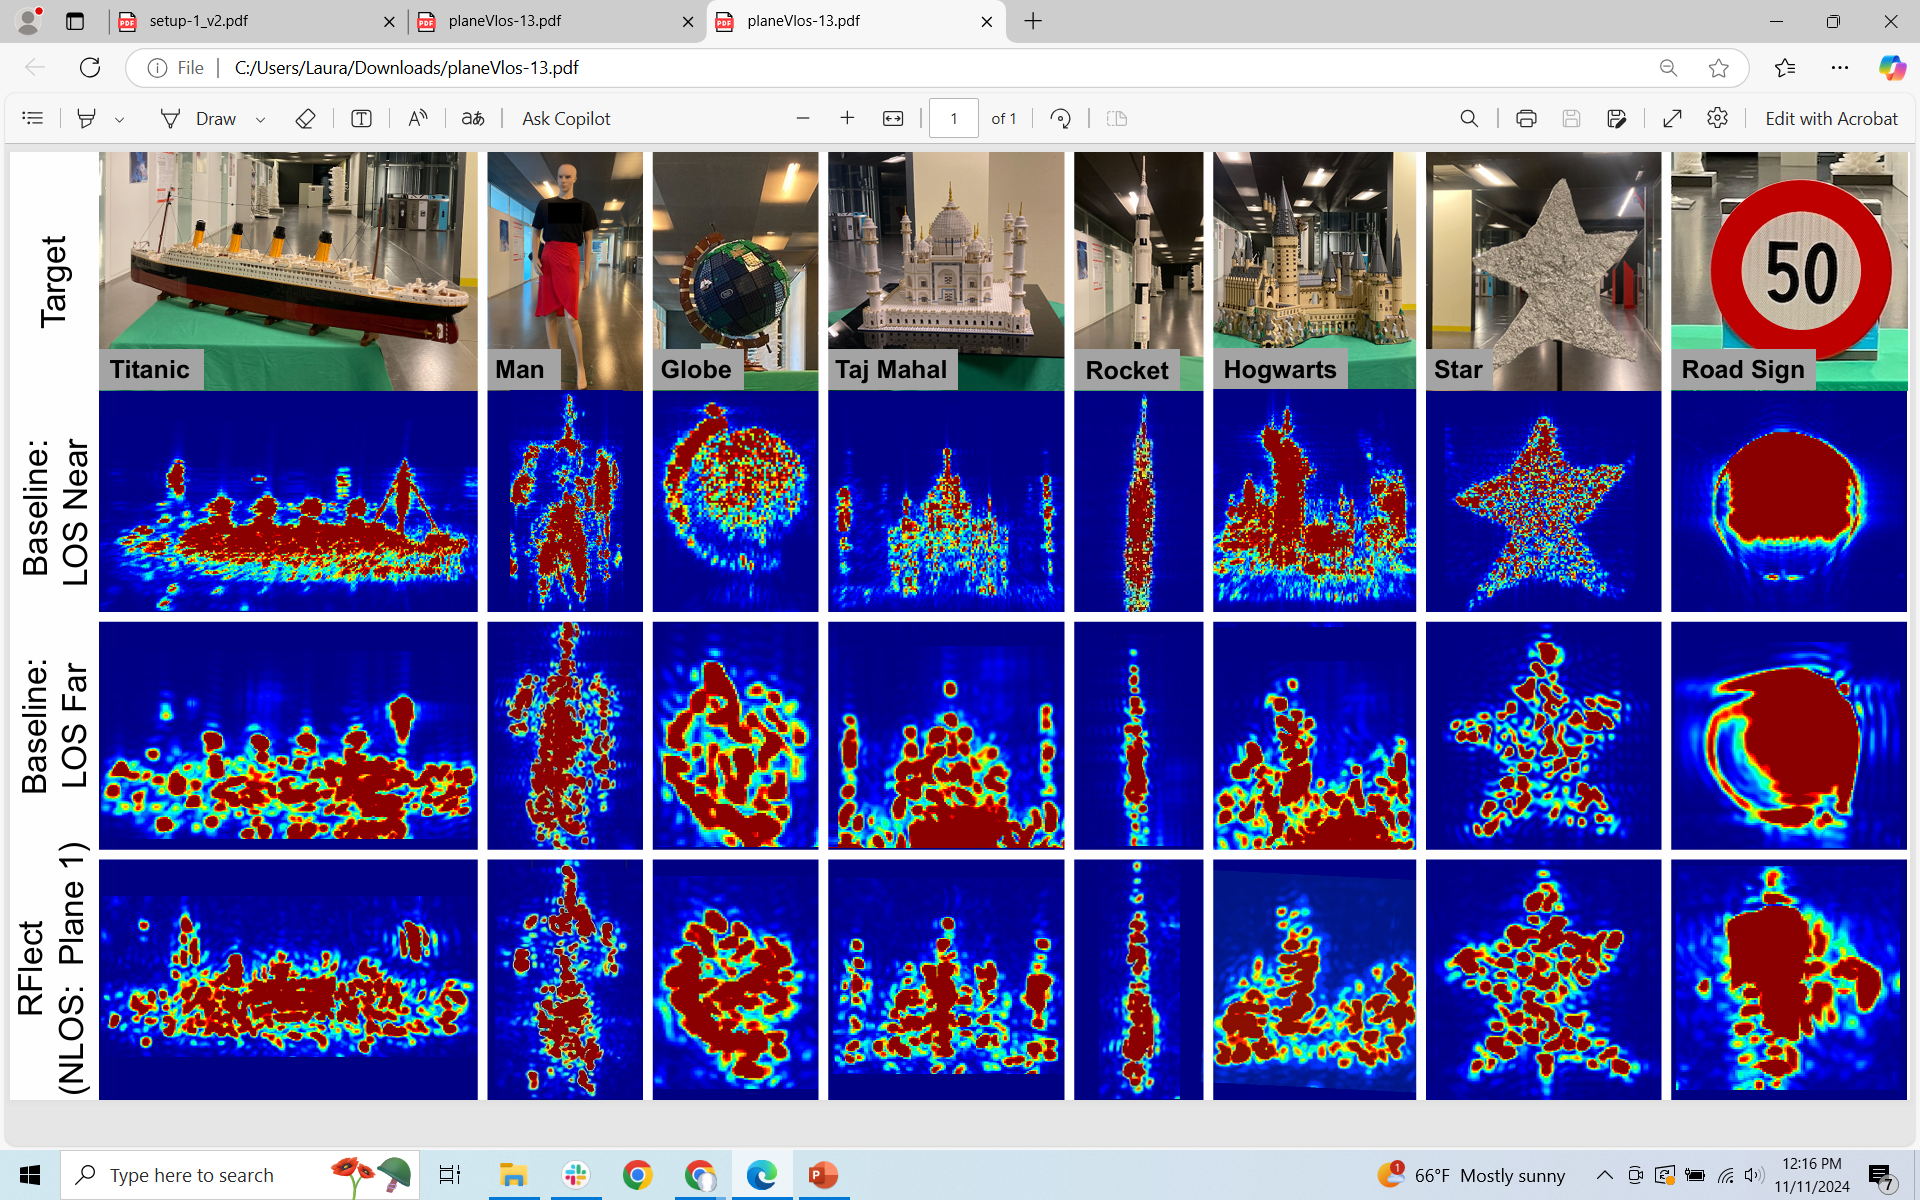 setup-1_v2.pdf
planeVlos-13.pdf
planeVlos-13.pdf
File
C:/Users/Laura/Downloads/planeVlos-13.pdf
Draw
Ask Copilot
1
of 1
Edit with Acrobat
Target
Titanic
Man
Globe
Taj Mahal
Rocket
Hogwarts
Star
50
Road Sign
Baseline:
LOS Near
Baseline:
LOS Far
RFlect
(NLOS: Plane 1)
Type here to search
1
66°F Mostly sunny
12:16 PM
11/11/2024
7